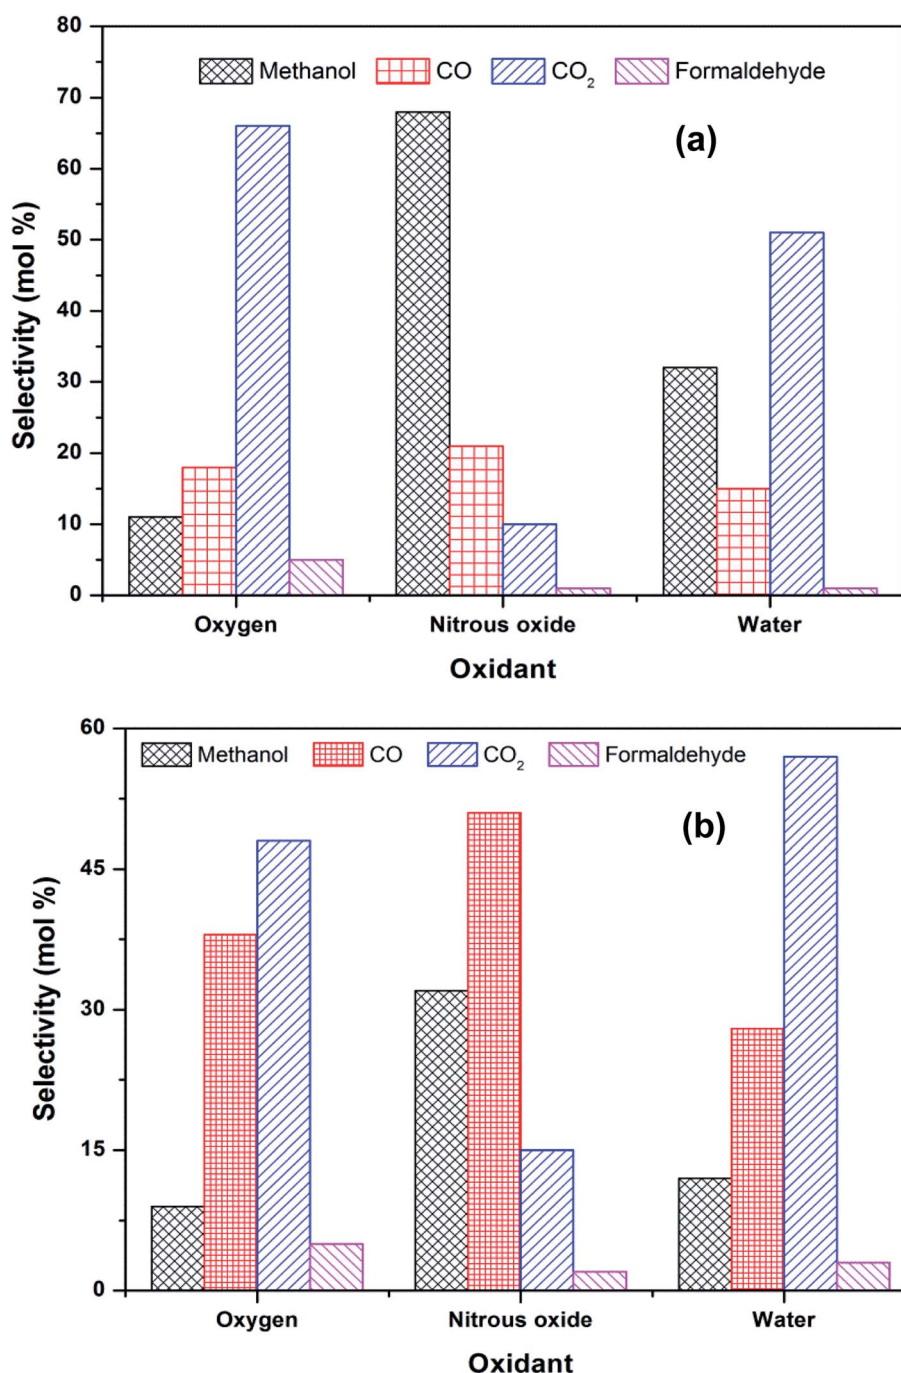 80
Methanol CO CO2 Formaldehyde
70
(a)
60
50
40
30
20
10
0
Selectivity (mol %)
Oxygen Nitrous oxide Water
Oxidant
60
Methanol CO CO2 Formaldehyde
(b)
45
30
15
0
Selectivity (mol %)
Oxygen Nitrous oxide Water
Oxidant